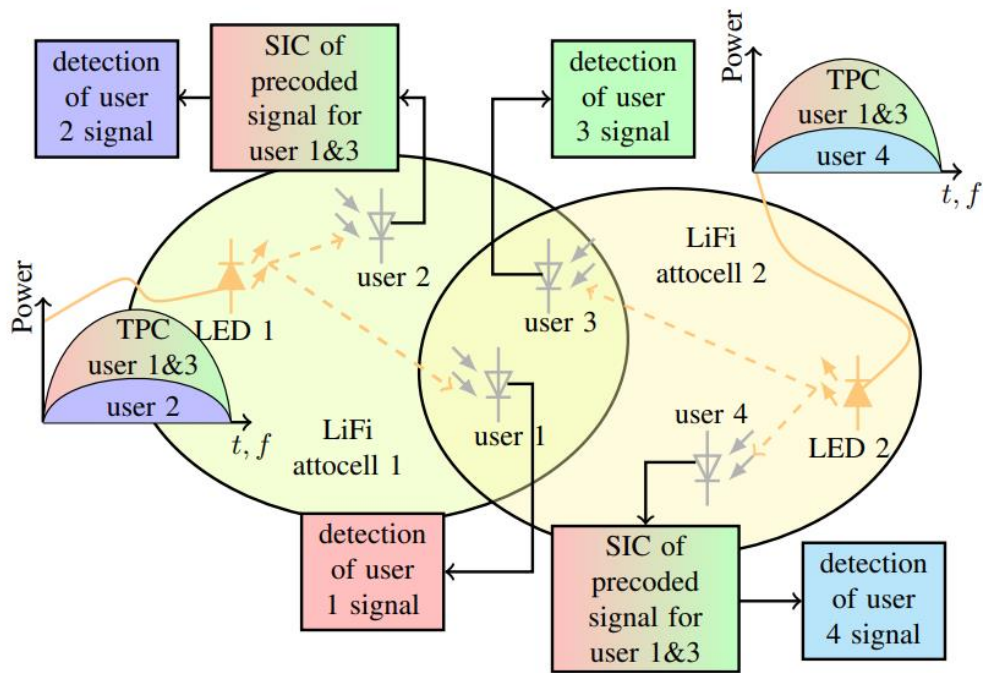 detection
of user
2 signal
SIC of
precoded
signal for
user 1&3
detection
of user
3 signal
Power
TPC
user 1&3
user 4
t, f
LiFi
attocell 2
user 2
LED 1
user 3
Power
TPC
user 1&3
user 2
t, f
LiFi
attocell 1
user 1
user 4
LED 2
detection
of user
1 signal
SIC of
precoded
signal for
user 1&3
detection
of user
4 signal